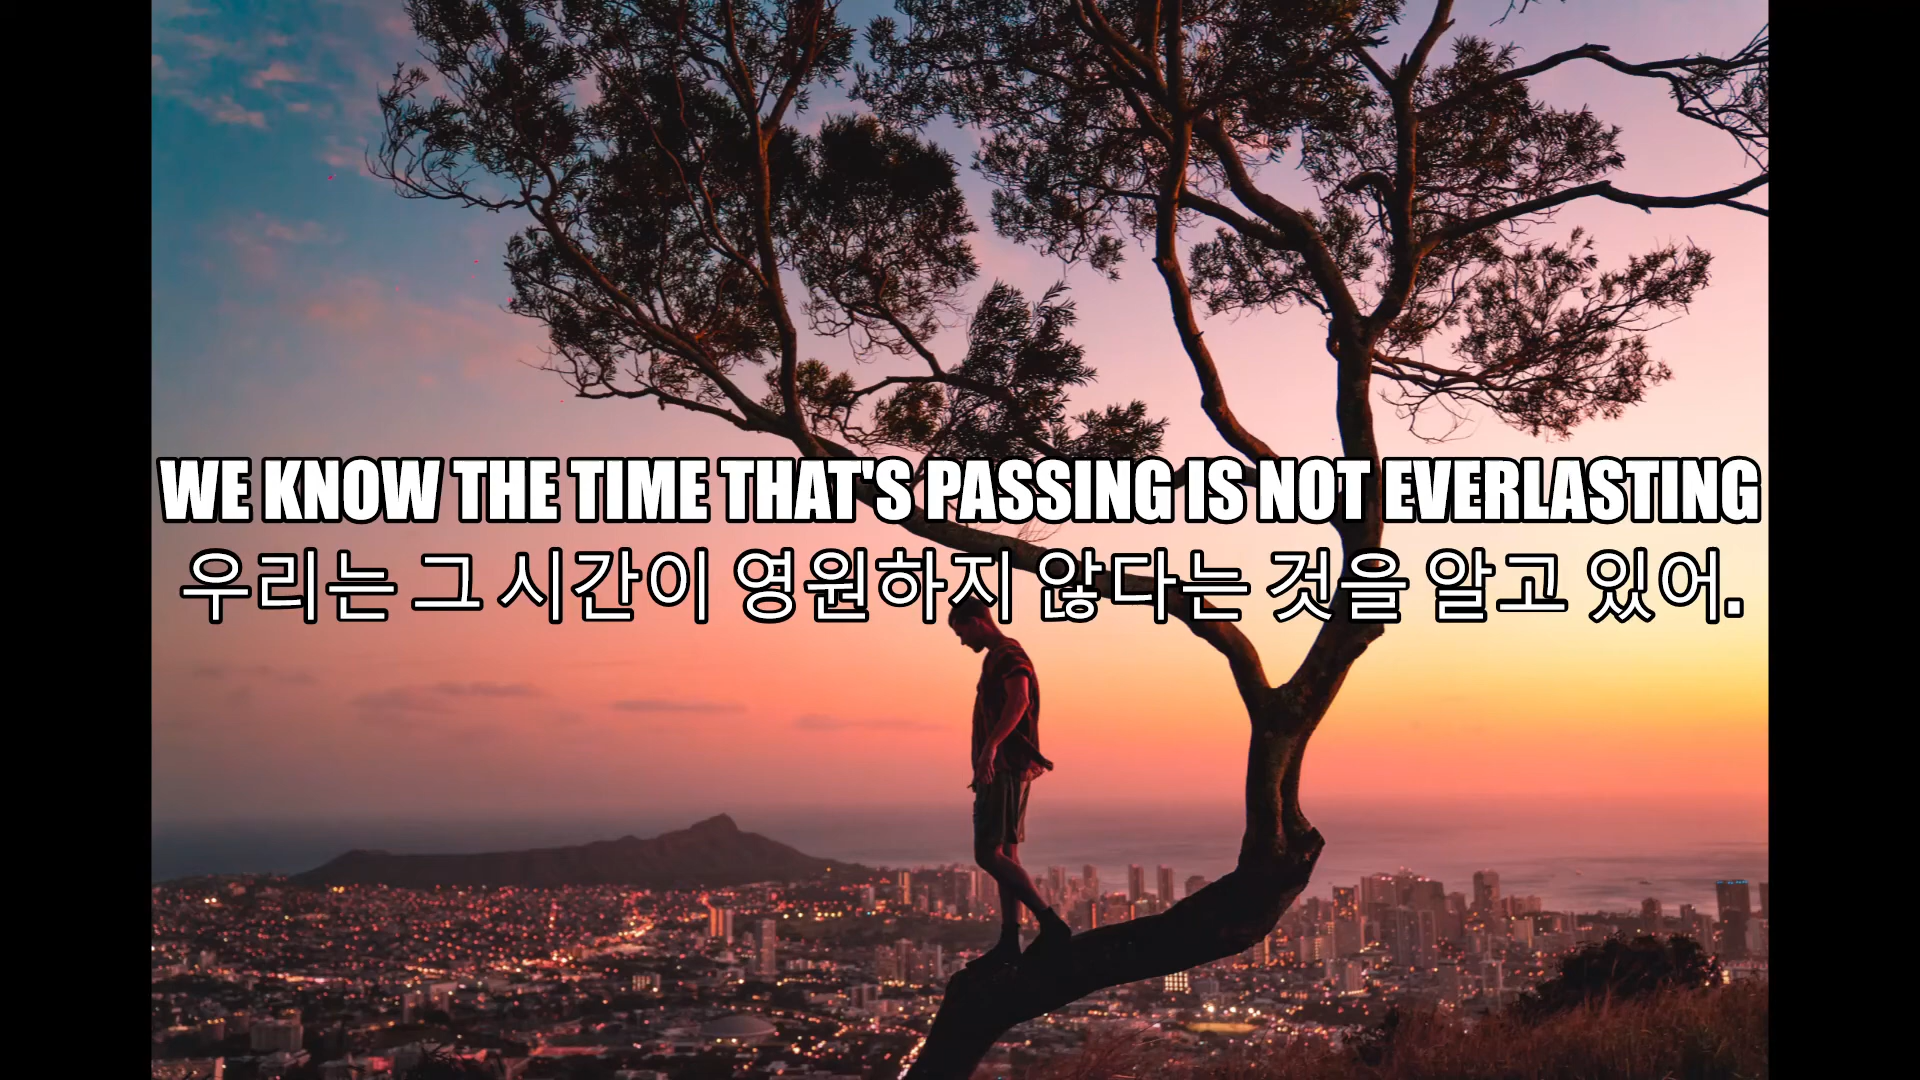 WE KNOW THE TIME THAT'S PASSING IS NOT EVERLASTING
우리는 그 시간이 영원하지 않다는 것을 알고 있어.